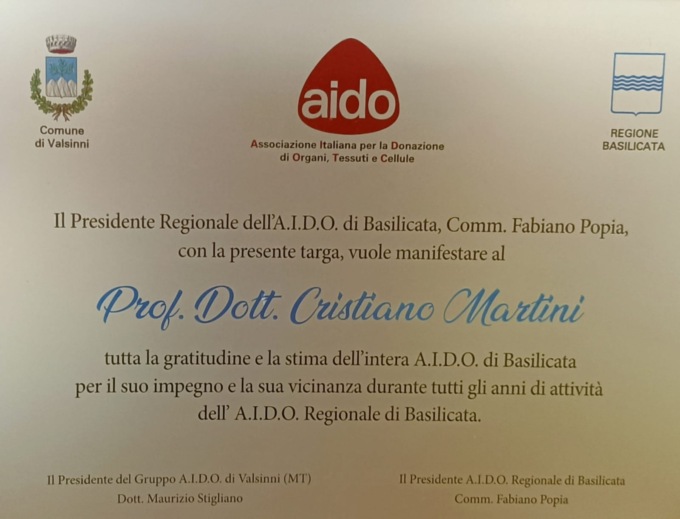 Comune
di Valsinni
aido
Associazione Italiana per la Donazione
di Organi, Tessuti e Cellule
REGIONE
BASILICATA
Il Presidente Regionale dell'A.I.D.O. di Basilicata, Comm. Fabiano Popia,
con la presente targa, vuole manifestare al
Prof. Dott. Cristiano Martini
tutta la gratitudine e la stima dell'intera A.I.D.O. di Basilicata
per il suo impegno e la sua vicinanza durante tutti gli anni di attività
dell' A.I.D.O. Regionale di Basilicata.
Il Presidente del Gruppo A.I.D.O. di Valsinni (MT)
Dott. Maurizio Stigliano
Il Presidente A.I.D.O. Regionale di Basilicata
Comm. Fabiano Popia